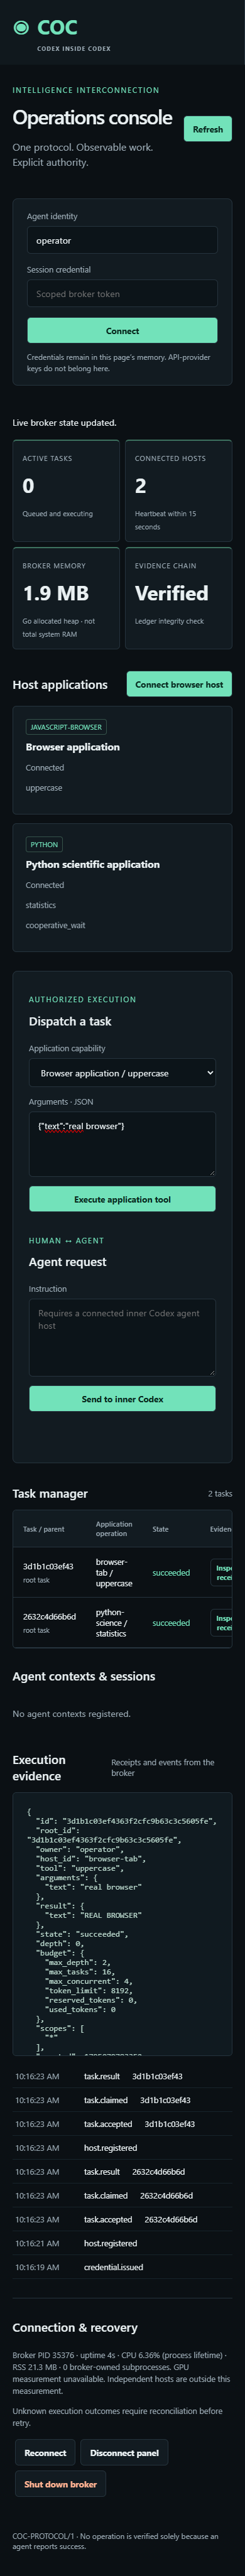 COC
CODEX INSIDE CODEX
INTELLIGENCE INTERCONNECTION
Operations console
Refresh
One protocol. Observable work.
Explicit authority.
Agent identity
operator
Session credential
Scoped broker token
Connect
Credentials remain in this page's memory. API-provider
keys do not belong here.
Live broker state updated.
ACTIVE TASKS
0
Queued and executing
CONNECTED HOSTS
2
Heartbeat within 15
seconds
BROKER MEMORY
1.9 MB
Go allocated heap · not
total system RAM
EVIDENCE CHAIN
Verified
Ledger integrity check
Host applications
Connect browser host
JAVASCRIPT-BROWSER
Browser application
Connected
uppercase
PYTHON
Python scientific application
Connected
statistics
cooperative_wait
AUTHORIZED EXECUTION
Dispatch a task
Application capability
Browser application / uppercase
Arguments · JSON
{"text":"real browser"}
Execute application tool
HUMAN ↔ AGENT
Agent request
Instruction
Requires a connected inner Codex agent
host
Send to inner Codex
Task manager
2 tasks
Task / parent
Application
operation
State
Eviden
3d1b1c03ef43
root task
browser-
tab /
uppercase
succeeded
Inspe
recei
2632c4d66b6d
root task
python-
science /
statistics
succeeded
Inspe
recei
Agent contexts & sessions
No agent contexts registered.
Execution
evidence
Receipts and events from the
broker
{
"id": "3d1b1c03ef4363f2cfc9b63c3c5605fe",
"root_id":
"3d1b1c03ef4363f2cfc9b63c3c5605fe",
"owner": "operator",
"host_id": "browser-tab",
"tool": "uppercase",
"arguments": {
"text": "real browser"
},
"result": {
"text": "REAL BROWSER"
},
"state": "succeeded",
"depth": 0,
"budget": {
"max_depth": 2,
"max_tasks": 16,
"max_concurrent": 4,
"token_limit": 8192,
"reserved_tokens": 0,
"used_tokens": 0
},
"scopes": [
"*"
],
10:16:23 AM task.result 3d1b1c03ef43
10:16:23 AM task.claimed 3d1b1c03ef43
10:16:23 AM task.accepted 3d1b1c03ef43
10:16:23 AM host.registered
10:16:23 AM task.result 2632c4d66b6d
10:16:23 AM task.claimed 2632c4d66b6d
10:16:23 AM task.accepted 2632c4d66b6d
10:16:21 AM host.registered
10:16:19 AM credential.issued
Connection & recovery
Broker PID 35376 · uptime 4s · CPU 6.36% (process lifetime) ·
RSS 21.3 MB · 0 broker-owned subprocesses. GPU
measurement unavailable. Independent hosts are outside this
measurement.
Unknown execution outcomes require reconciliation before
retry.
Reconnect
Disconnect panel
Shut down broker
COC-PROTOCOL/1 · No operation is verified solely because an
agent reports success.